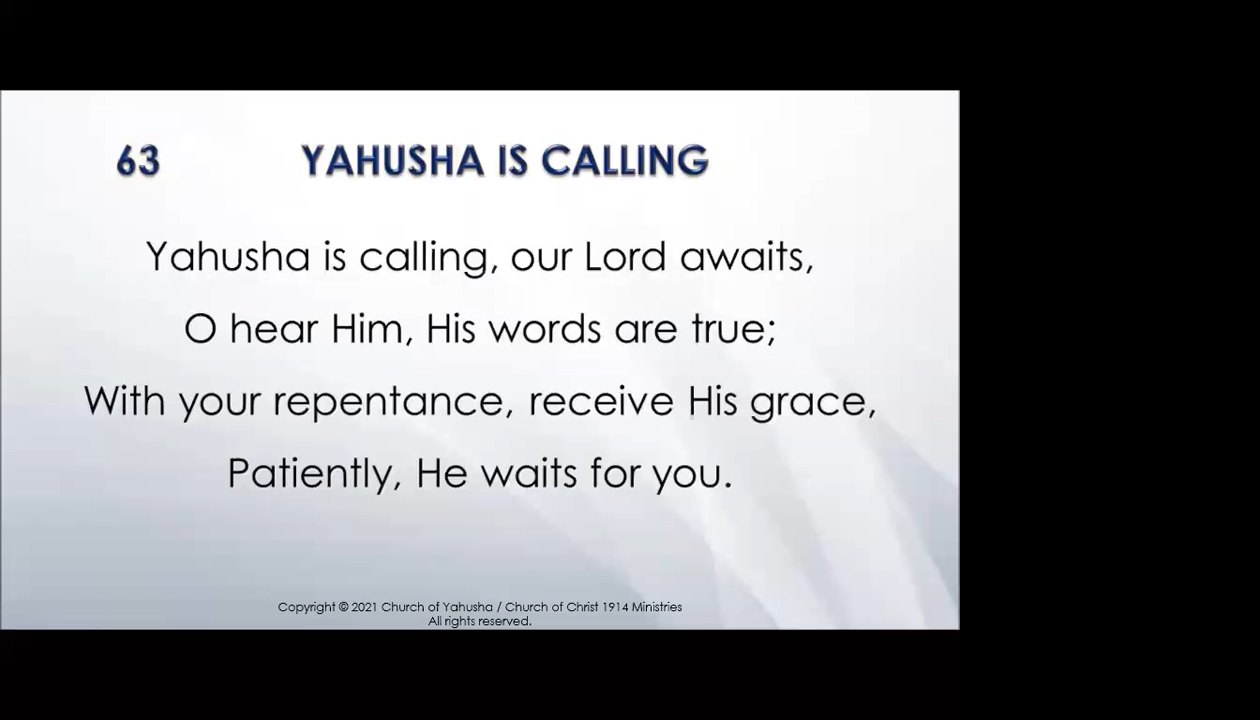 63 YAHUSHA IS CALLING
Yahusha is calling, our Lord awaits,
O hear Him, His words are true;
With your repentance, receive His grace,
Patiently, He waits for you.
Copyright © 2021 Church of Yahusha / Church of Christ 1914 Ministries
All rights reserved.